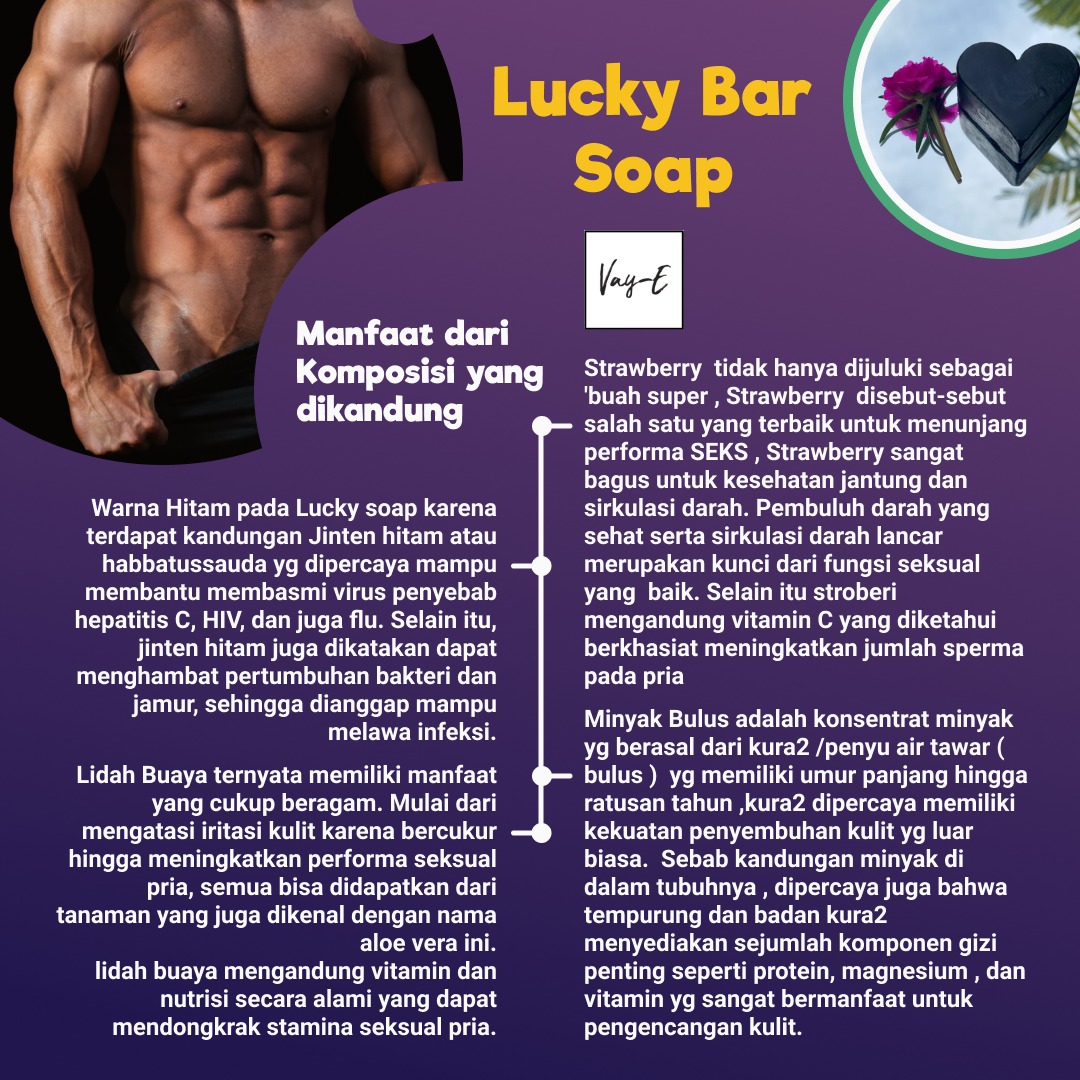 Lucky Bar
Soap
Vay-E
Manfaat dari
Komposisi yang
dikandung
Strawberry  tidak hanya dijuluki sebagai
'buah super , Strawberry  disebut-sebut
salah satu yang terbaik untuk menunjang
performa SEKS , Strawberry sangat
bagus untuk kesehatan jantung dan
sirkulasi darah. Pembuluh darah yang
sehat serta sirkulasi darah lancar
merupakan kunci dari fungsi seksual
yang  baik. Selain itu stroberi
mengandung vitamin C yang diketahui
berkhasiat meningkatkan jumlah sperma
pada pria
Warna Hitam pada Lucky soap karena
terdapat kandungan Jinten hitam atau
habbatussauda yg dipercaya mampu
membantu membasmi virus penyebab
hepatitis C, HIV, dan juga flu. Selain itu,
jinten hitam juga dikatakan dapat
menghambat pertumbuhan bakteri dan
jamur, sehingga dianggap mampu
melawa infeksi.
Minyak Bulus adalah konsentrat minyak
yg berasal dari kura2 /penyu air tawar (
bulus )  yg memiliki umur panjang hingga
ratusan tahun ,kura2 dipercaya memiliki
kekuatan penyembuhan kulit yg luar
biasa.  Sebab kandungan minyak di
dalam tubuhnya , dipercaya juga bahwa
tempurung dan badan kura2
menyediakan sejumlah komponen gizi
penting seperti protein, magnesium , dan
vitamin yg sangat bermanfaat untuk
pengencangan kulit.
Lidah Buaya ternyata memiliki manfaat
yang cukup beragam. Mulai dari
mengatasi iritasi kulit karena bercukur
hingga meningkatkan performa seksual
pria, semua bisa didapatkan dari
tanaman yang juga dikenal dengan nama
aloe vera ini.
lidah buaya mengandung vitamin dan
nutrisi secara alami yang dapat
mendongkrak stamina seksual pria.